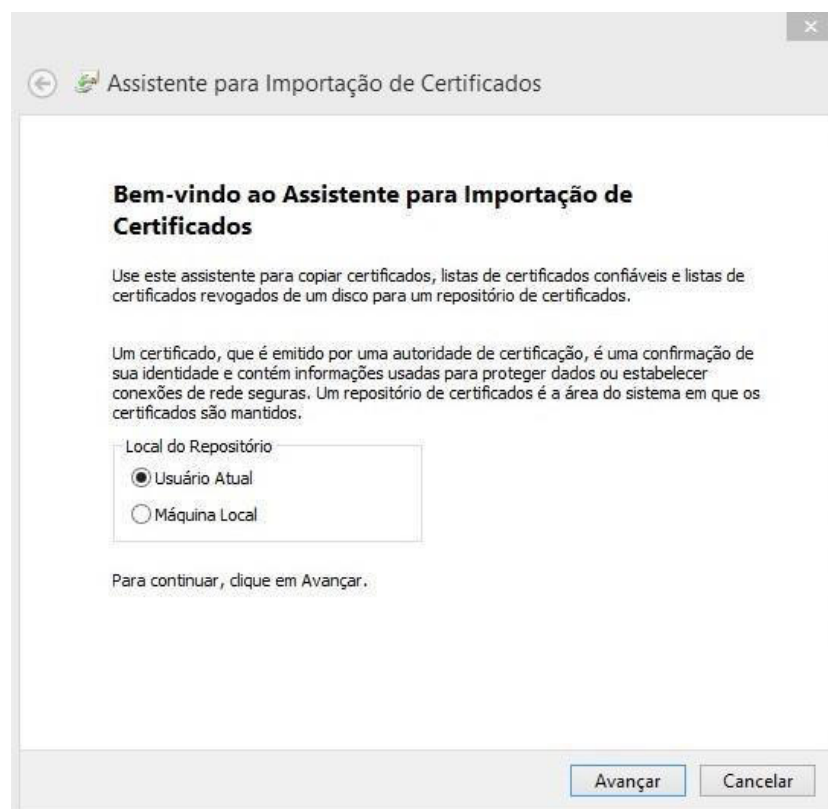 Assistente para Importação de Certificados
Bem-vindo ao Assistente para Importação de
Certificados
Use este assistente para copiar certificados, listas de certificados confiáveis e listas de
certificados revogados de um disco para um repositório de certificados.
Um certificado, que é emitido por uma autoridade de certificação, é uma confirmação de
sua identidade e contém informações usadas para proteger dados ou estabelecer
conexões de rede seguras. Um repositório de certificados é a área do sistema em que os
certificados são mantidos.
Local do Repositório
Usuário Atual
Máquina Local
Para continuar, clique em Avançar.
Avançar Cancelar